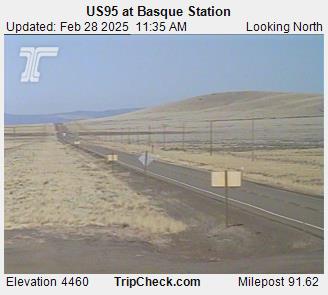 US95 at Basque Station
Updated: Feb 28 2025 11:35 AM Looking North
Elevation 4460 TripCheck.com Milepost 91.62